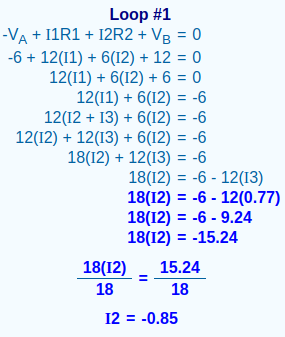 Loop #1
-VA + I1R1 + I2R2 + VB = 0
-6 + 12(I1) + 6(I2) + 12 = 0
12(I1) + 6(I2) + 6 = 0
12(I1) + 6(I2) = -6
12(I2 + I3) + 6(I2) = -6
12(I2) + 12(I3) + 6(I2) = -6
18(I2) + 12(I3) = -6
18(I2) = -6 - 12(I3)
18(I2) = -6 - 12(0.77)
18(I2) = -6 - 9.24
18(I2) = -15.24
18(I2) = 15.24
18 18
I2 = -0.85